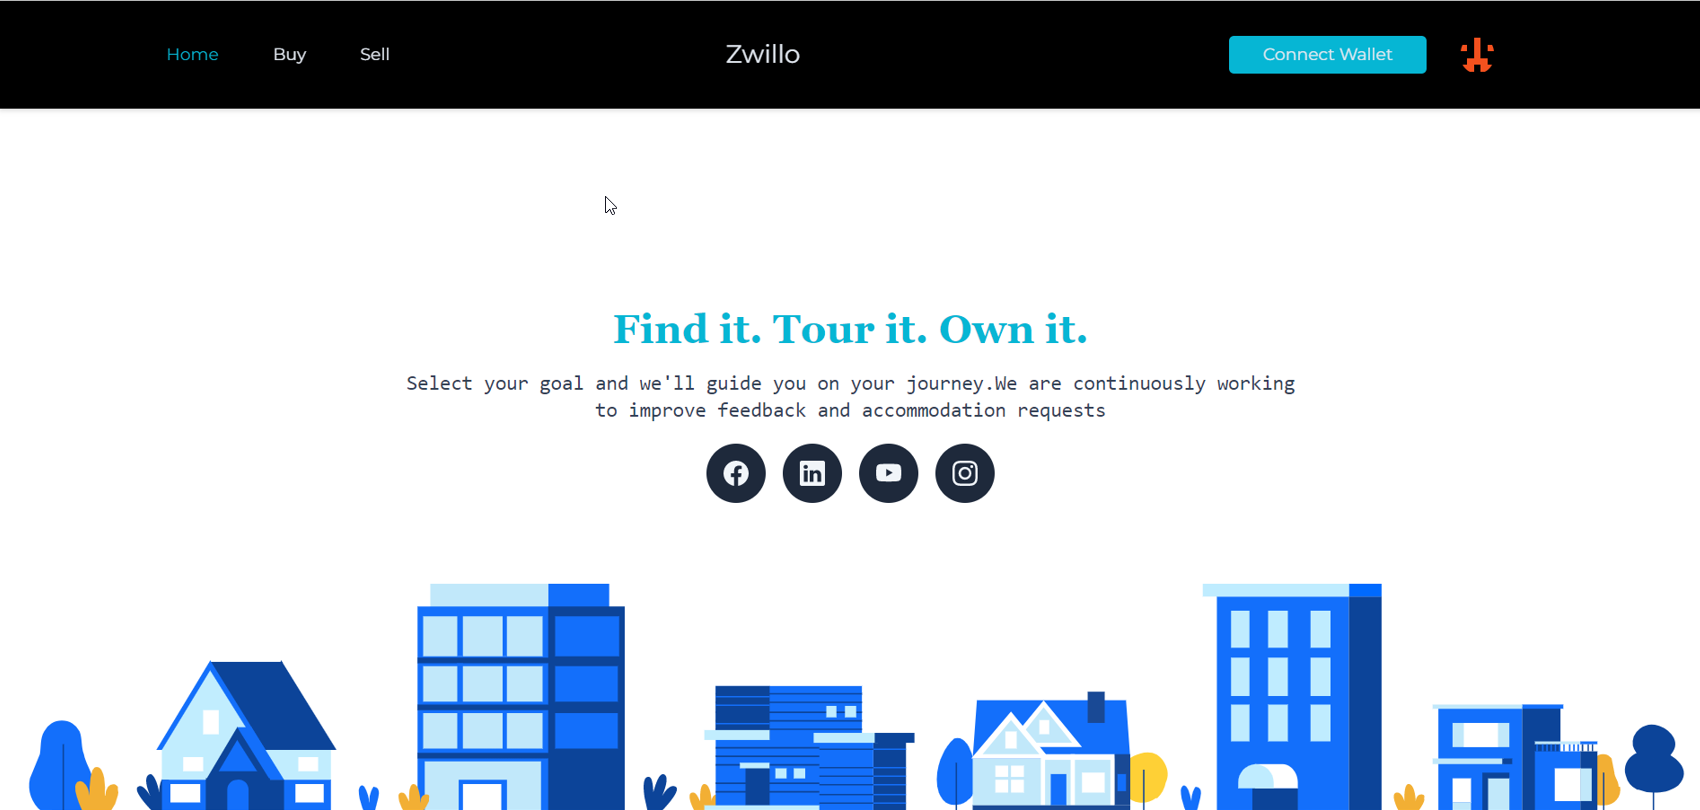 Home Buy Sell Zwillo Connect Wallet
Find it. Tour it. Own it.
Select your goal and we'll guide you on your journey.We are continuously working
to improve feedback and accommodation requests